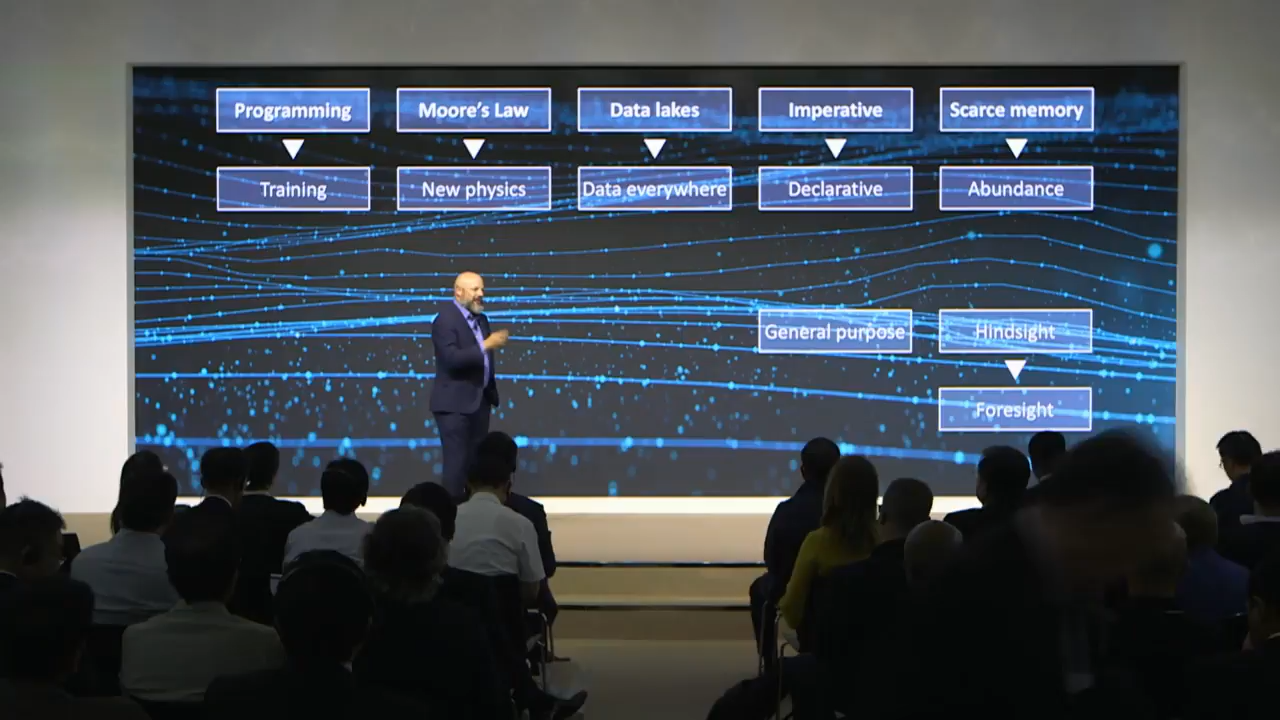 Programming
Moore's Law
Data lakes
Imperative
Scarce memory
Training
New physics
Data everywhere
Declarative
Abundance
General purpose
Hindsight
Foresight